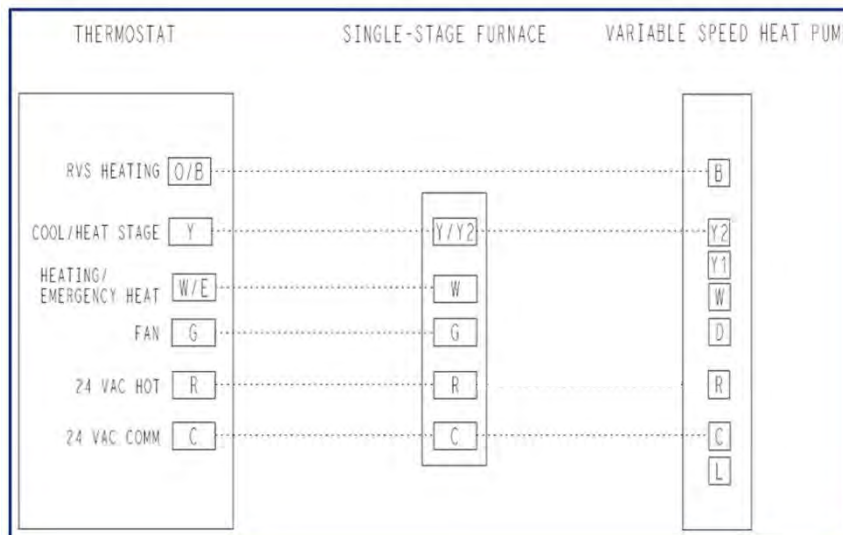 THERMOSTAT SINGLE-STAGE FURNACE VARIABLE SPEED HEAT PUM
RVS HEATING O/B B
COOL/HEAT STAGE Y Y/Y2 Y2
Y1
HEATING/
EMERGENCY HEAT W/E W W
FAN G G D
24 VAC HOT R R R
24 VAC COMM C C C
L